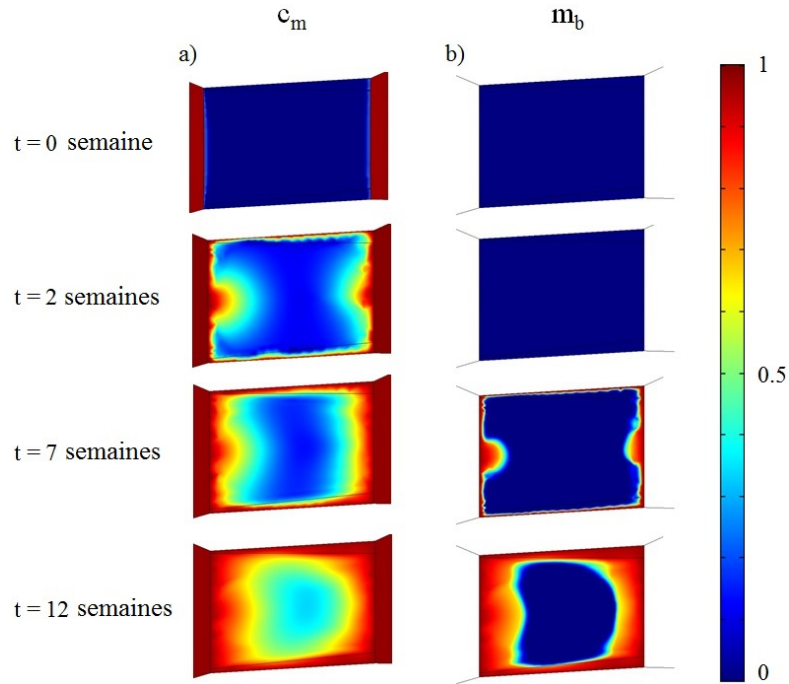 c_m
m_b
a)
b)
1
t = 0 semaine
t = 2 semaines
0.5
t = 7 semaines
t = 12 semaines
0